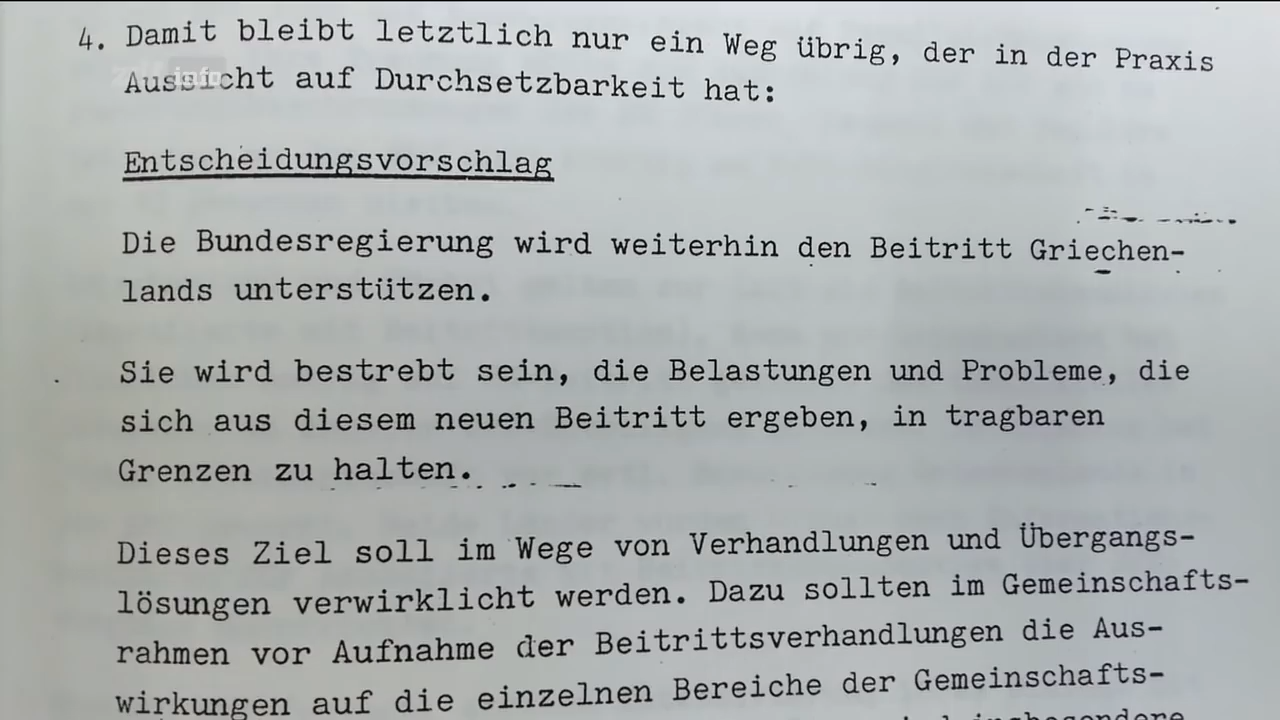 4. Damit bleibt letztlich nur ein Weg übrig, der in der Praxis
Aussicht auf Durchsetzbarkeit hat:
Entscheidungsvorschlag
Die Bundesregierung wird weiterhin den Beitritt Griechen-
lands unterstützen.
Sie wird bestrebt sein, die Belastungen und Probleme, die
sich aus diesem neuen Beitritt ergeben, in tragbaren
Grenzen zu halten.
Dieses Ziel soll im Wege von Verhandlungen und Übergangs-
lösungen verwirklicht werden. Dazu sollten im Gemeinschafts-
rahmen vor Aufnahme der Beitrittsverhandlungen die Aus-
wirkungen auf die einzelnen Bereiche der Gemeinschafts-
insbesondere
info